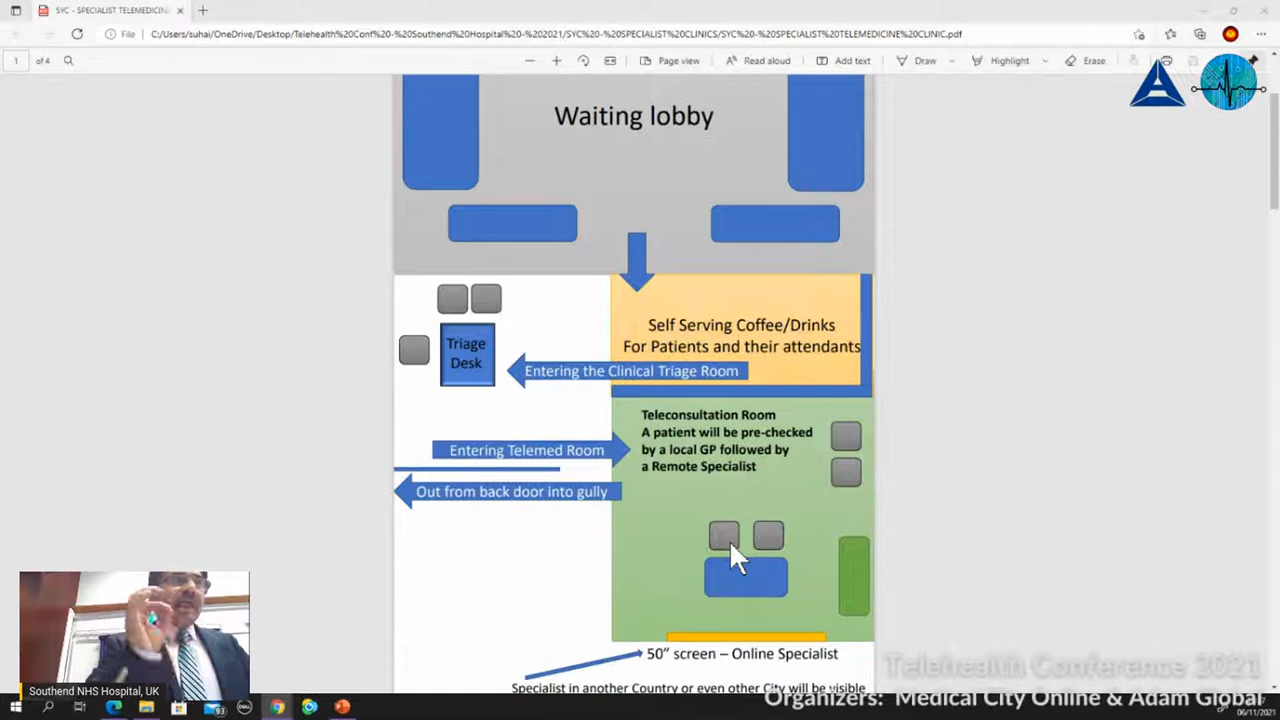 SYC - SPECIALIST TELEMEDICINE
File
C:/Users/suhai/OneDrive/Desktop/Telehealth%20Conf%20-%20Southend%20Hospital%20-%202021/SYC%20-%20SPECIALIST%20CLINICS/SYC%20-%20SPECIALIST%20TELEMEDICINE%20CLINIC.pdf
1 of 4
Page view
Read aloud
Add text
Draw
Highlight
Erase
Waiting lobby
Self Serving Coffee/Drinks
For Patients and their attendants
Triage
Desk
Entering the Clinical Triage Room
Teleconsultation Room
A patient will be pre-checked
by a local GP followed by
a Remote Specialist
Entering Telemed Room
Out from back door into gully
50” screen – Online Specialist
Specialist in another Country or even other City will be visible
Southend NHS Hospital, UK
Telehealth Conference 2021
Organizers: Medical City Online & Adam Global
93
DELL
06/11/2021